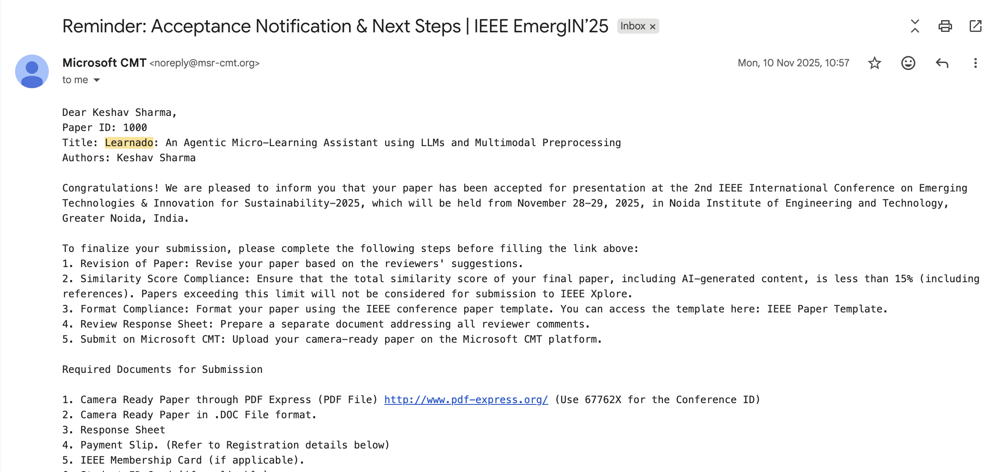 Reminder: Acceptance Notification & Next Steps | IEEE EmergIN’25 Inbox ×
Microsoft CMT <noreply@msr-cmt.org> Mon, 10 Nov 2025, 10:57
to me
Dear Keshav Sharma,
Paper ID: 1000
Title: Learnado: An Agentic Micro-Learning Assistant using LLMs and Multimodal Preprocessing
Authors: Keshav Sharma
Congratulations! We are pleased to inform you that your paper has been accepted for presentation at the 2nd IEEE International Conference on Emerging
Technologies & Innovation for Sustainability-2025, which will be held from November 28-29, 2025, in Noida Institute of Engineering and Technology,
Greater Noida, India.
To finalize your submission, please complete the following steps before filling the link above:
1. Revision of Paper: Revise your paper based on the reviewers' suggestions.
2. Similarity Score Compliance: Ensure that the total similarity score of your final paper, including AI-generated content, is less than 15% (including
references). Papers exceeding this limit will not be considered for submission to IEEE Xplore.
3. Format Compliance: Format your paper using the IEEE conference paper template. You can access the template here: IEEE Paper Template.
4. Review Response Sheet: Prepare a separate document addressing all reviewer comments.
5. Submit on Microsoft CMT: Upload your camera-ready paper on the Microsoft CMT platform.
Required Documents for Submission
1. Camera Ready Paper through PDF Express (PDF File) http://www.pdf-express.org/ (Use 67762X for the Conference ID)
2. Camera Ready Paper in .DOC File format.
3. Response Sheet
4. Payment Slip. (Refer to Registration details below)
5. IEEE Membership Card (if applicable).